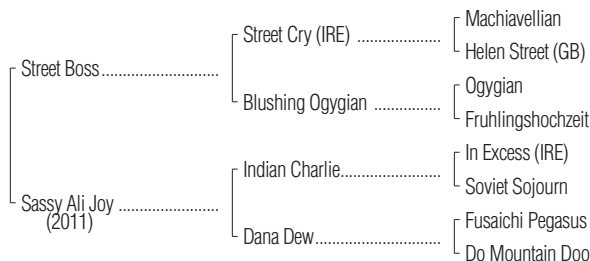 Machiavellian
Street Cry (IRE) ....................
Helen Street (GB)
Street Boss............................
Ogygian
Blushing Ogygian ................
Fruhlingshochzeit
In Excess (IRE)
Indian Charlie........................
Soviet Sojourn
Sassy Ali Joy ........................
(2011)
Fusaichi Pegasus
Dana Dew..............................
Do Mountain Doo